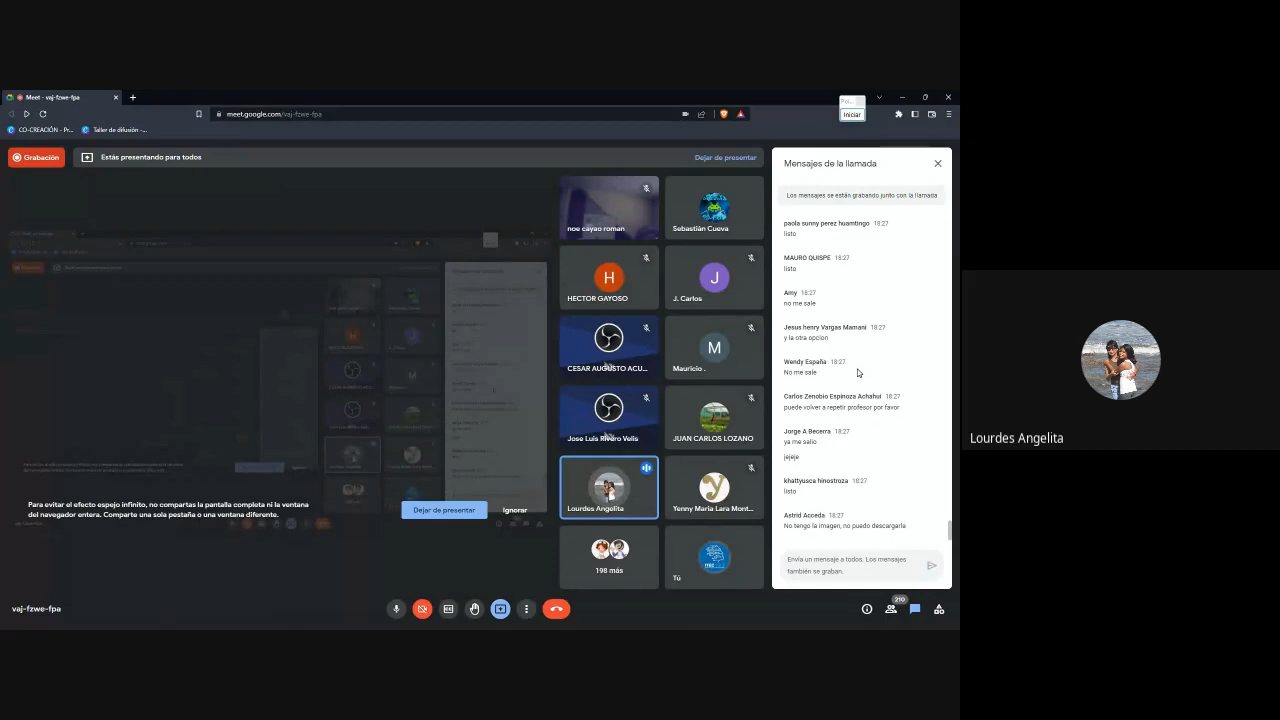 Meet - vaj-fzwe-fpa
meet.google.com/vaj-fzwe-fpa
Iniciar
CO-CREACIÓN - Pr...
Taller de difusión -...
Grabación
Estás presentando para todos
Dejar de presentar
noe cayao roman
Sebastián Cueva
H
HECTOR GAYOSO
J
J. Carlos
CESAR AUGUSTO ACU...
M
Mauricio .
Jose Luis Rivero Velis
JUAN CARLOS LOZANO
Lourdes Angelita
y
Yenny Maria Lara Mont...
198 más
Tú
Para evitar el efecto espejo infinito, no compartas la pantalla completa ni la ventana
del navegador entera. Comparte una sola pestaña o una ventana diferente.
Dejar de presentar
Ignorar
Mensajes de la llamada
Los mensajes se están grabando junto con la llamada
paola sunny perez huamtingo 18:27
listo
MAURO QUISPE 18:27
listo
Amy 18:27
no me sale
Jesus henry Vargas Mamani 18:27
y la otra opcion
Wendy España 18:27
No me sale
Carlos Zenobio Espinoza Achahui 18:27
puede volver a repetir profesor por favor
Jorge A Becerra 18:27
ya me salio
jejeje
khattyusca hinostroza 18:27
listo
Astrid Acceda 18:27
No tengo la imagen, no puedo descargarla
Envía un mensaje a todos. Los mensajes
también se graban.
vaj-fzwe-fpa
210
Lourdes Angelita